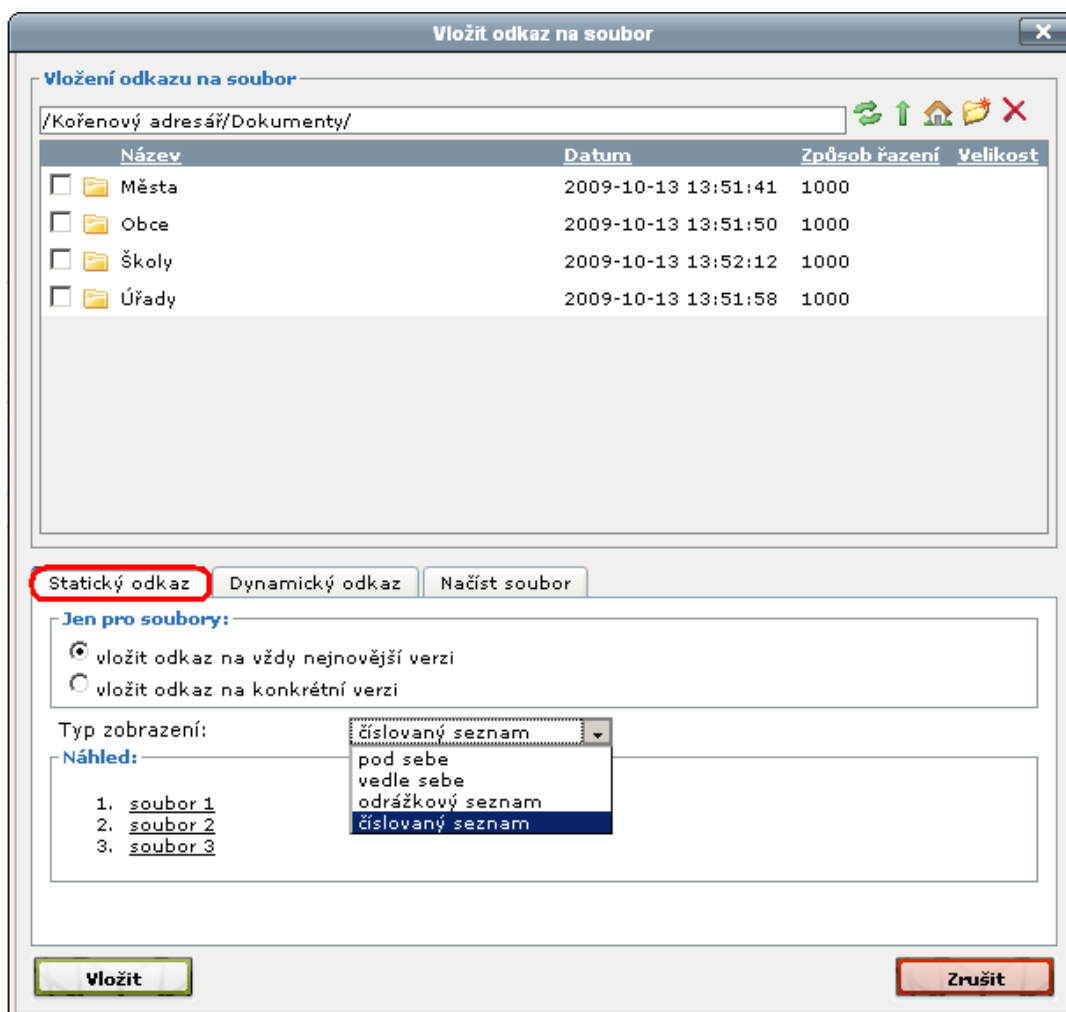 Vložit odkaz na soubor
Vložení odkazu na soubor
/Kořenový adresář/Dokumenty/
Název Datum Způsob řazení Velikost
Města 2009-10-13 13:51:41 1000
Obce 2009-10-13 13:51:50 1000
Školy 2009-10-13 13:52:12 1000
Úřady 2009-10-13 13:51:58 1000
Statický odkaz Dynamický odkaz Načíst soubor
Jen pro soubory:
vložit odkaz na vždy nejnovější verzi
vložit odkaz na konkrétní verzi
Typ zobrazení: číslovaný seznam
pod sebe
vedle sebe
odrážkový seznam
číslovaný seznam
Náhled:
1. soubor 1
2. soubor 2
3. soubor 3
Vložit Zrušit